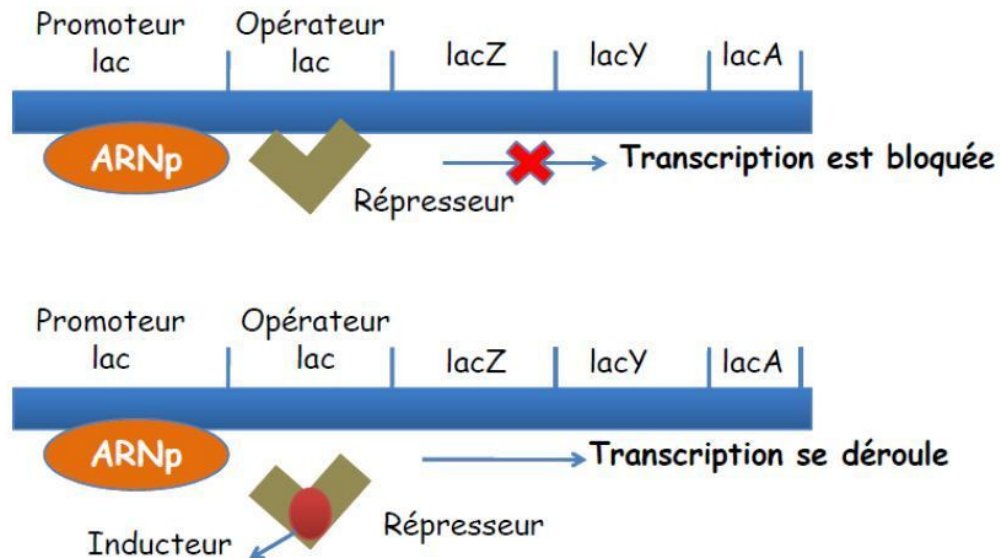 Promoteur
lac
Opérateur
lac
lacZ
lacY
lacA
ARNp
Transcription est bloquée
Répresseur
Promoteur
lac
Opérateur
lac
lacZ
lacY
lacA
ARNp
Transcription se déroule
Répresseur
Inducteur